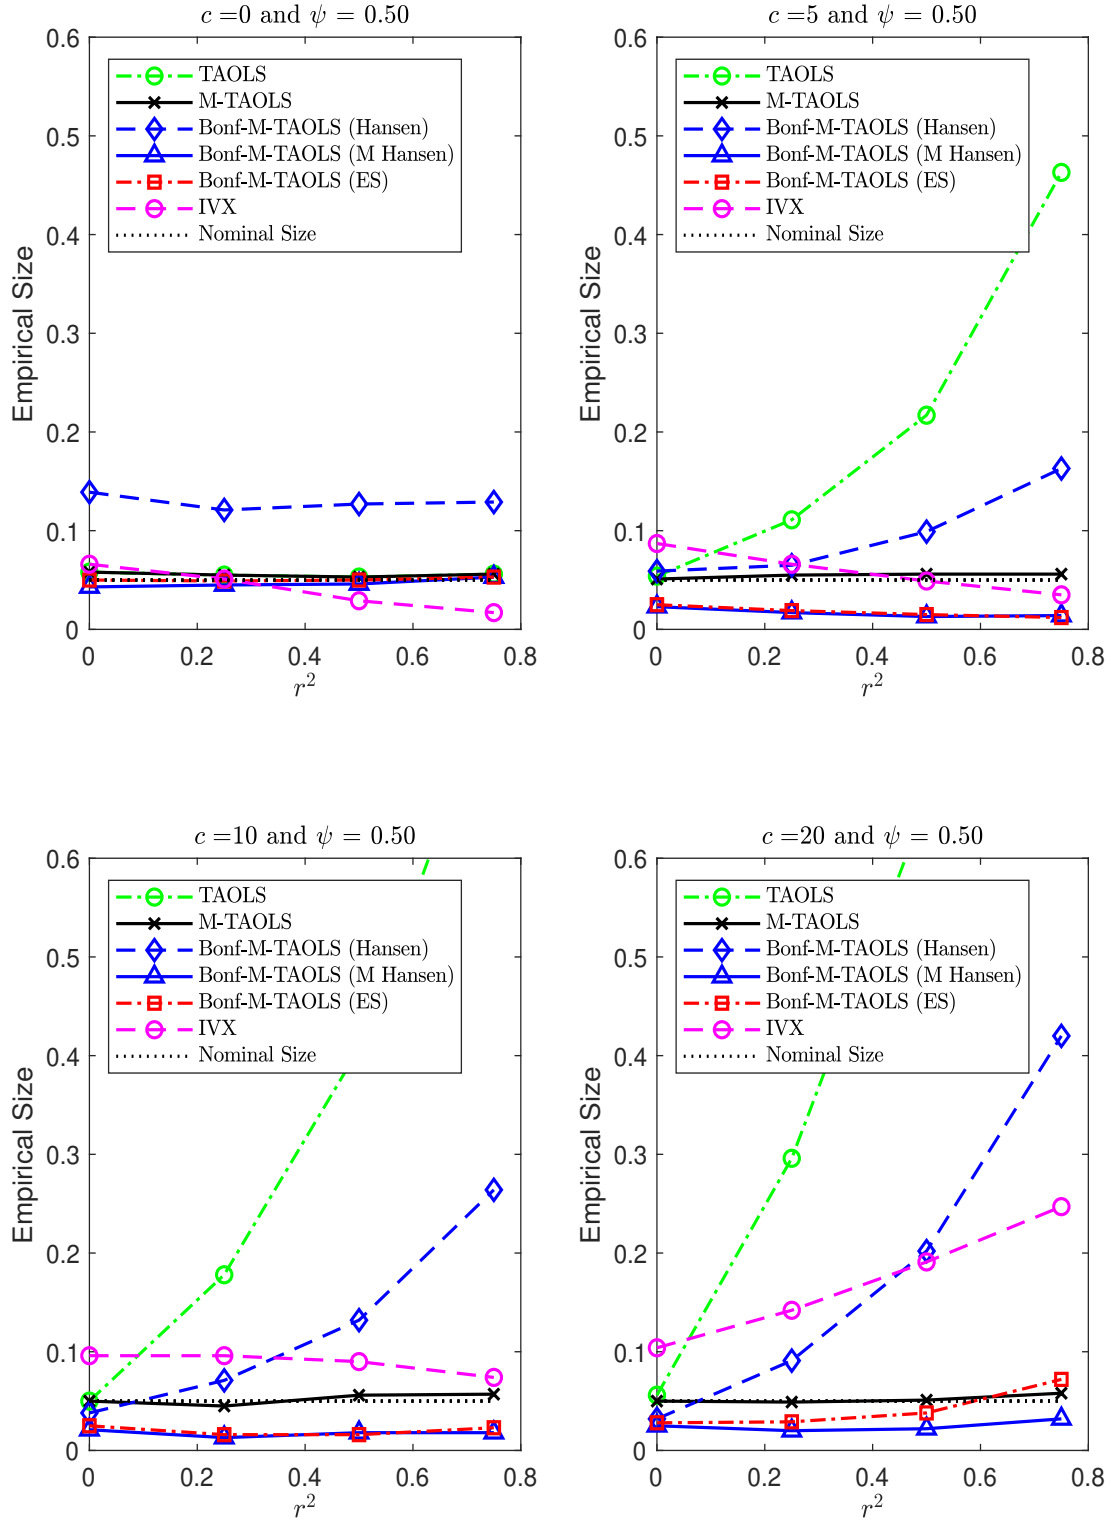 c =0 and ψ = 0.50
0.6
0.5
0.4
0.3
0.2
0.1
0
Empirical Size
TAOLS
M-TAOLS
Bonf-M-TAOLS (Hansen)
Bonf-M-TAOLS (M Hansen)
Bonf-M-TAOLS (ES)
IVX
Nominal Size
0 0.2 0.4 0.6 0.8
r²
c =5 and ψ = 0.50
0.6
0.5
0.4
0.3
0.2
0.1
0
Empirical Size
TAOLS
M-TAOLS
Bonf-M-TAOLS (Hansen)
Bonf-M-TAOLS (M Hansen)
Bonf-M-TAOLS (ES)
IVX
Nominal Size
0 0.2 0.4 0.6 0.8
r²
c =10 and ψ = 0.50
0.6
0.5
0.4
0.3
0.2
0.1
0
Empirical Size
TAOLS
M-TAOLS
Bonf-M-TAOLS (Hansen)
Bonf-M-TAOLS (M Hansen)
Bonf-M-TAOLS (ES)
IVX
Nominal Size
0 0.2 0.4 0.6 0.8
r²
c =20 and ψ = 0.50
0.6
0.5
0.4
0.3
0.2
0.1
0
Empirical Size
TAOLS
M-TAOLS
Bonf-M-TAOLS (Hansen)
Bonf-M-TAOLS (M Hansen)
Bonf-M-TAOLS (ES)
IVX
Nominal Size
0 0.2 0.4 0.6 0.8
r²